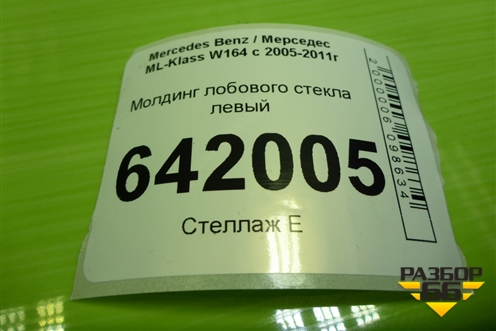 Mercedes Benz / Мерседес
ML-Klass W164 с 2005-2011г
Молдинг лобового стекла
левый
642005
Стеллаж Е
2000006098634
РАЗБОР
66